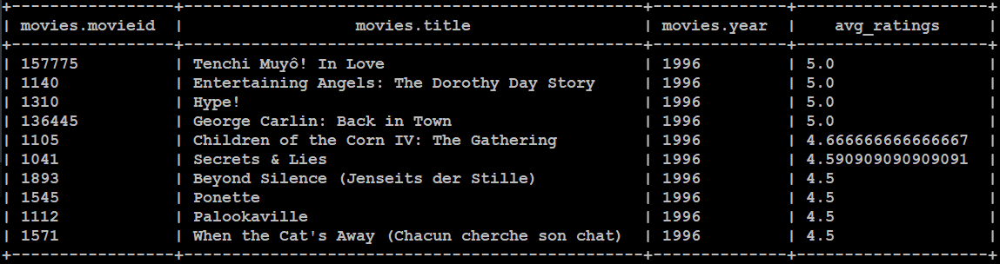 +-----------------+------------------------------------------------+---------------+--------------------+
| movies.movieid | movies.title | movies.year | avg_ratings |
+-----------------+------------------------------------------------+---------------+--------------------+
| 157775 | Tenchi Muyô! In Love | 1996 | 5.0 |
| 1140 | Entertaining Angels: The Dorothy Day Story | 1996 | 5.0 |
| 1310 | Hype! | 1996 | 5.0 |
| 136445 | George Carlin: Back in Town | 1996 | 5.0 |
| 1105 | Children of the Corn IV: The Gathering | 1996 | 4.666666666666667 |
| 1041 | Secrets & Lies | 1996 | 4.590909090909091 |
| 1893 | Beyond Silence (Jenseits der Stille) | 1996 | 4.5 |
| 1545 | Ponette | 1996 | 4.5 |
| 1112 | Palookaville | 1996 | 4.5 |
| 1571 | When the Cat's Away (Chacun cherche son chat) | 1996 | 4.5 |
+-----------------+------------------------------------------------+---------------+--------------------+